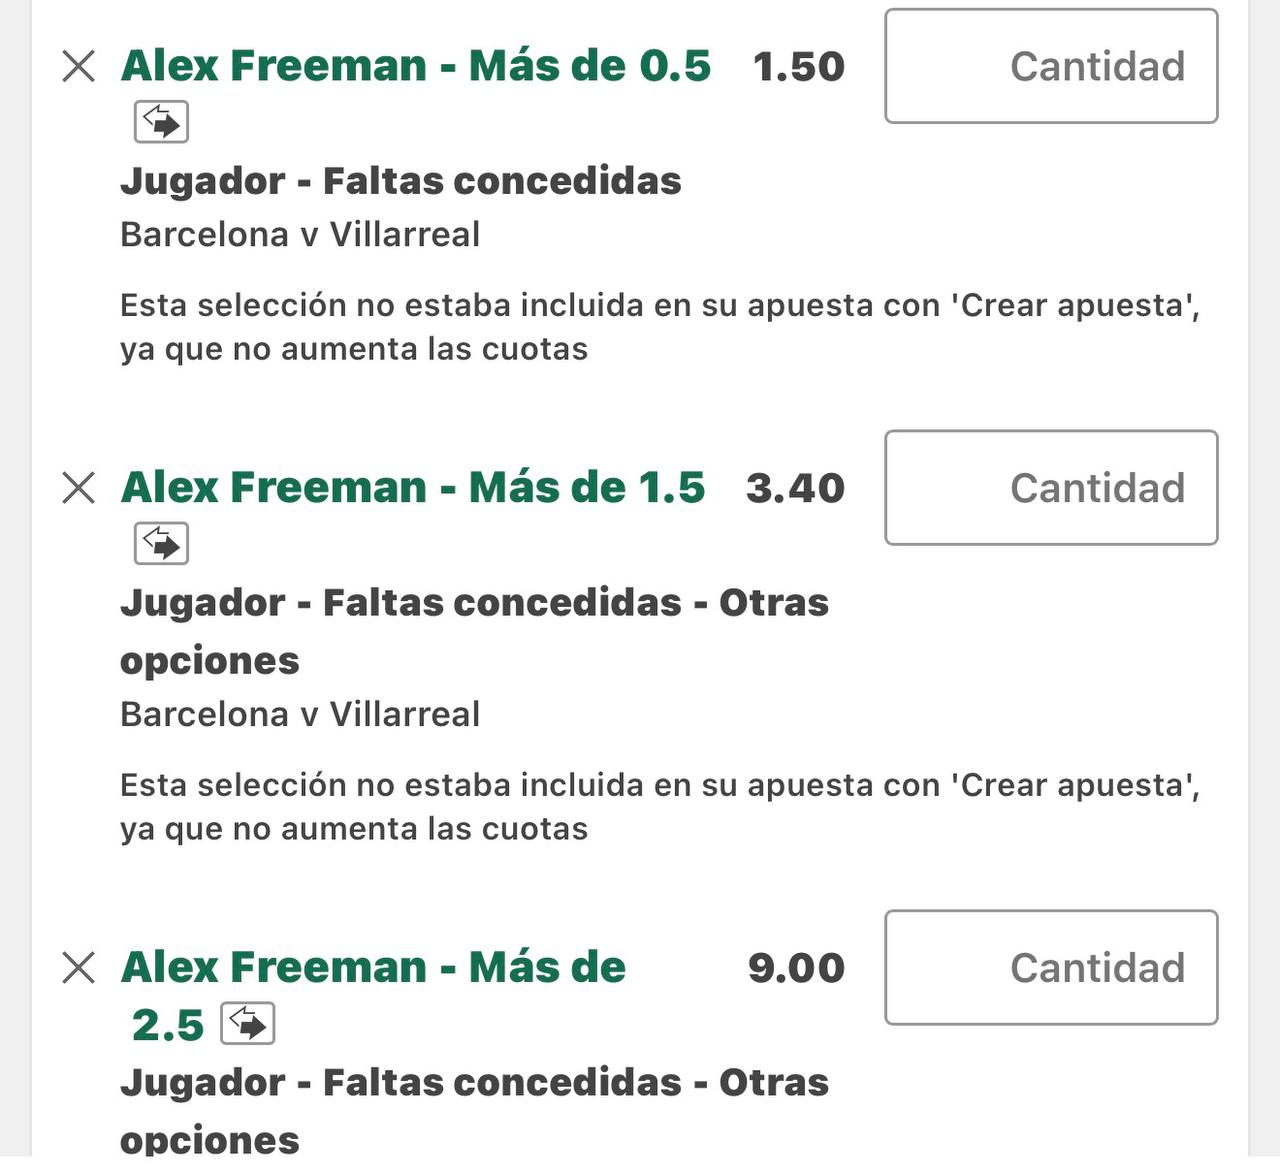 Alex Freeman - Más de 0.5 1.50 Cantidad
Jugador - Faltas concedidas
Barcelona v Villarreal
Esta selección no estaba incluida en su apuesta con 'Crear apuesta',
ya que no aumenta las cuotas
Alex Freeman - Más de 1.5 3.40 Cantidad
Jugador - Faltas concedidas - Otras
opciones
Barcelona v Villarreal
Esta selección no estaba incluida en su apuesta con 'Crear apuesta',
ya que no aumenta las cuotas
Alex Freeman - Más de 9.00 Cantidad
2.5
Jugador - Faltas concedidas - Otras
opciones